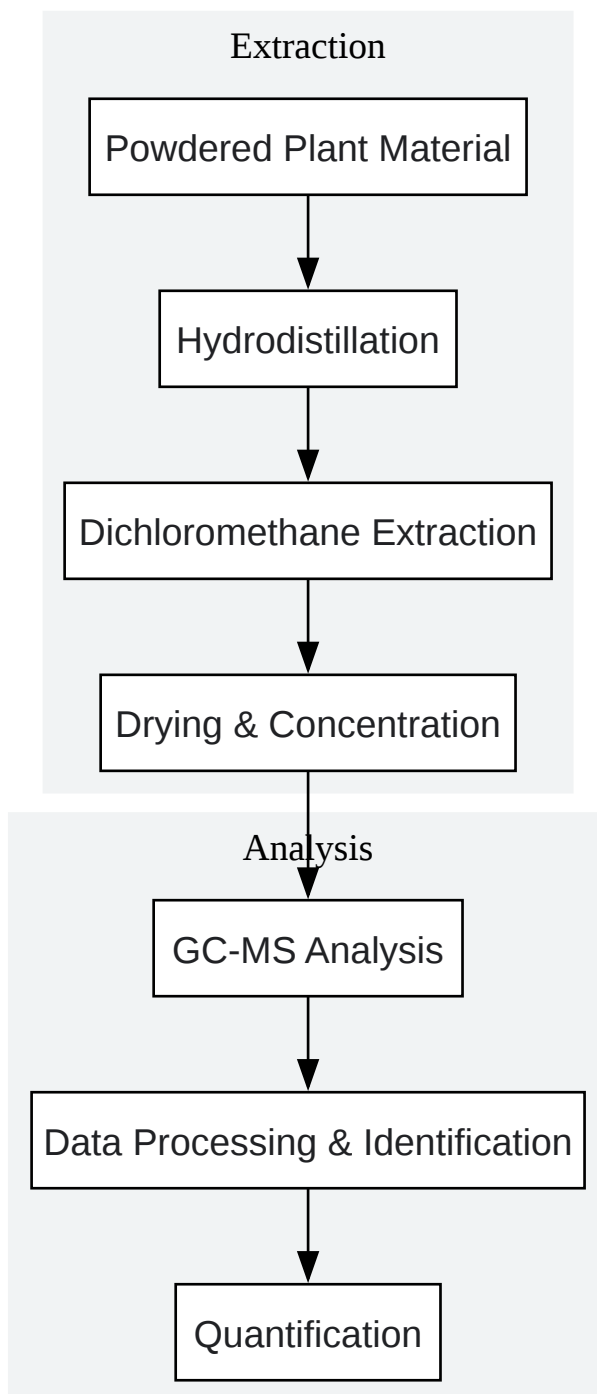 Extraction
Powdered Plant Material
Hydrodistillation
Dichloromethane Extraction
Drying & Concentration
Analysis
GC-MS Analysis
Data Processing & Identification
Quantification